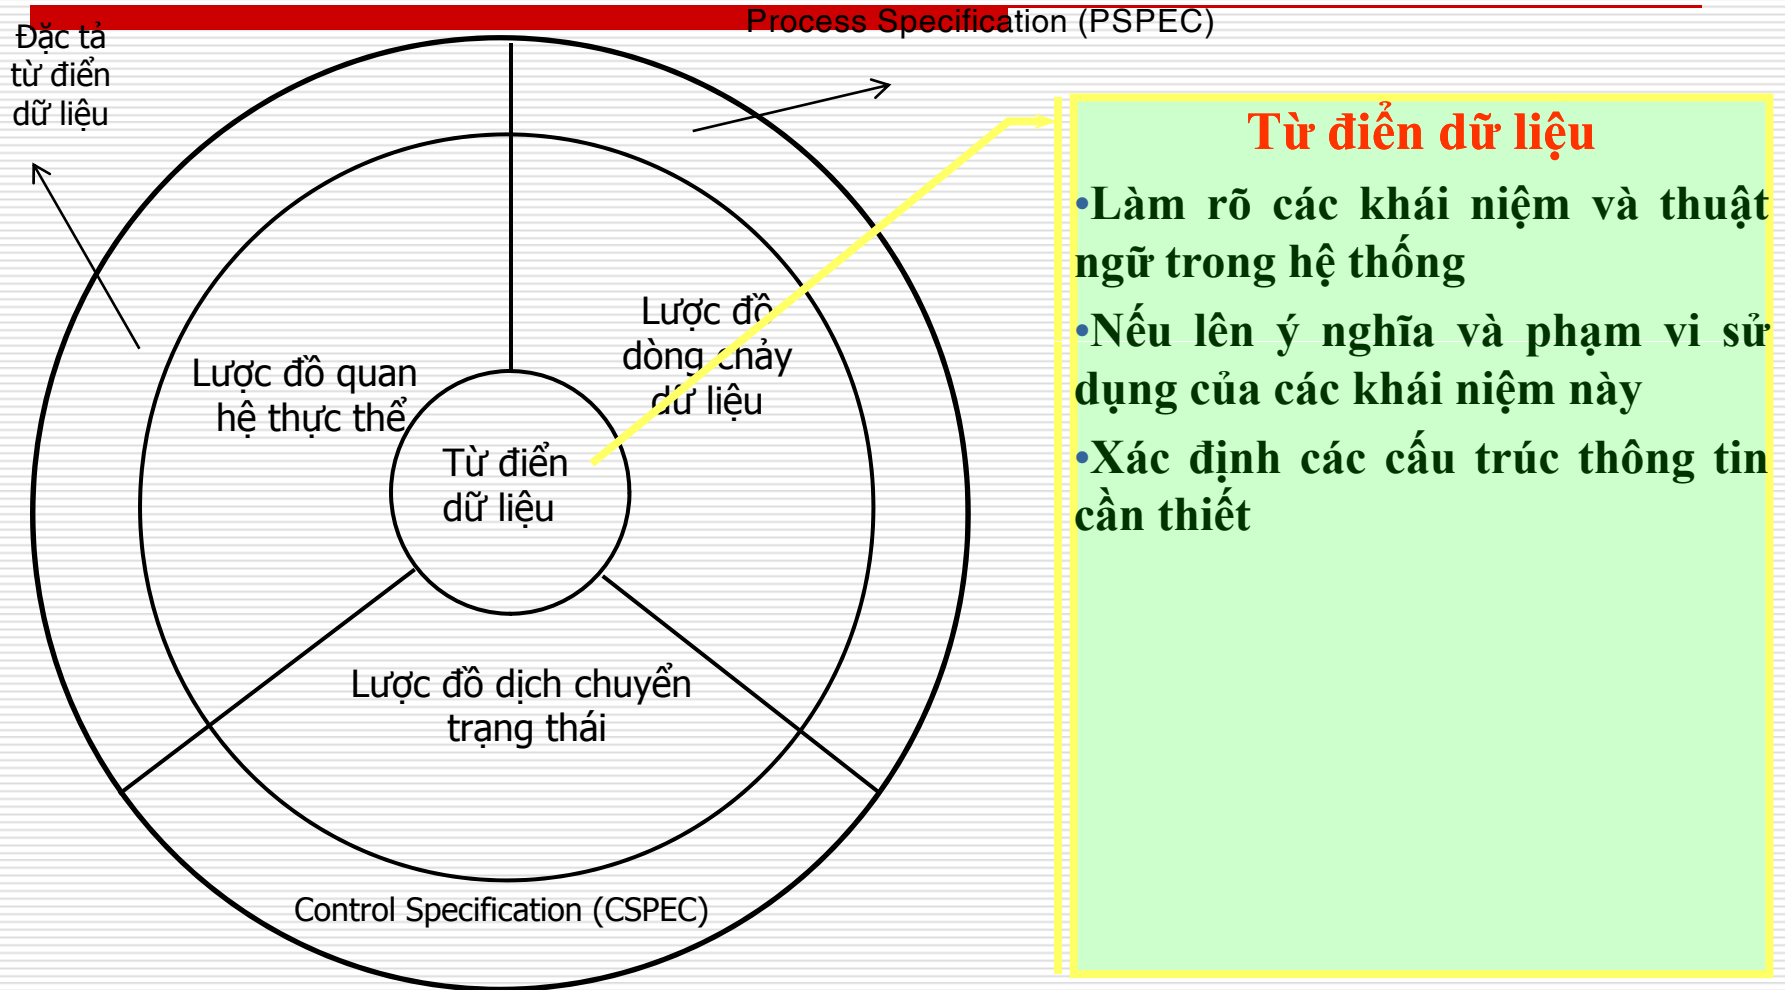 Process Specification (PSPEC)
Đặc tả
từ điển
dữ liệu
Lược đồ
dòng chảy
dữ liệu
Lược đồ quan
hệ thực thể
Từ điển
dữ liệu
Lược đồ dịch chuyển
trạng thái
Control Specification (CSPEC)
Từ điển dữ liệu
•Làm rõ các khái niệm và thuật
ngữ trong hệ thống
•Nếu lên ý nghĩa và phạm vi sử
dụng của các khái niệm này
•Xác định các cấu trúc thông tin
cần thiết